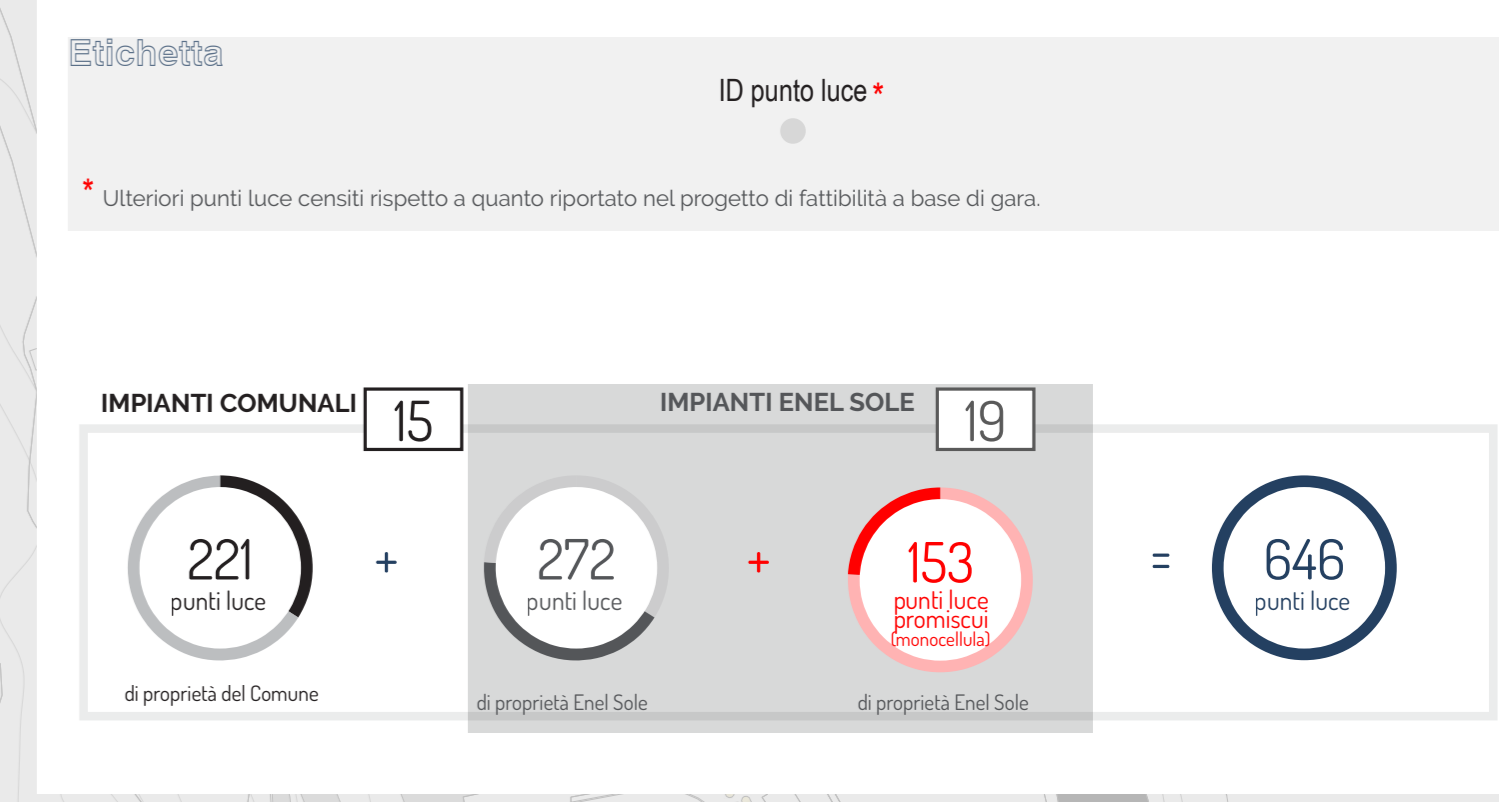 Etichetta
ID punto luce *
* Ulteriori punti luce censiti rispetto a quanto riportato nel progetto di fattibilità a base di gara.
IMPIANTI COMUNALI 15
IMPIANTI ENEL SOLE 19
221
punti luce
di proprietà del Comune
+
272
punti luce
di proprietà Enel Sole
+
153
punti luce
promiscui
(monocellula)
di proprietà Enel Sole
=
646
punti luce